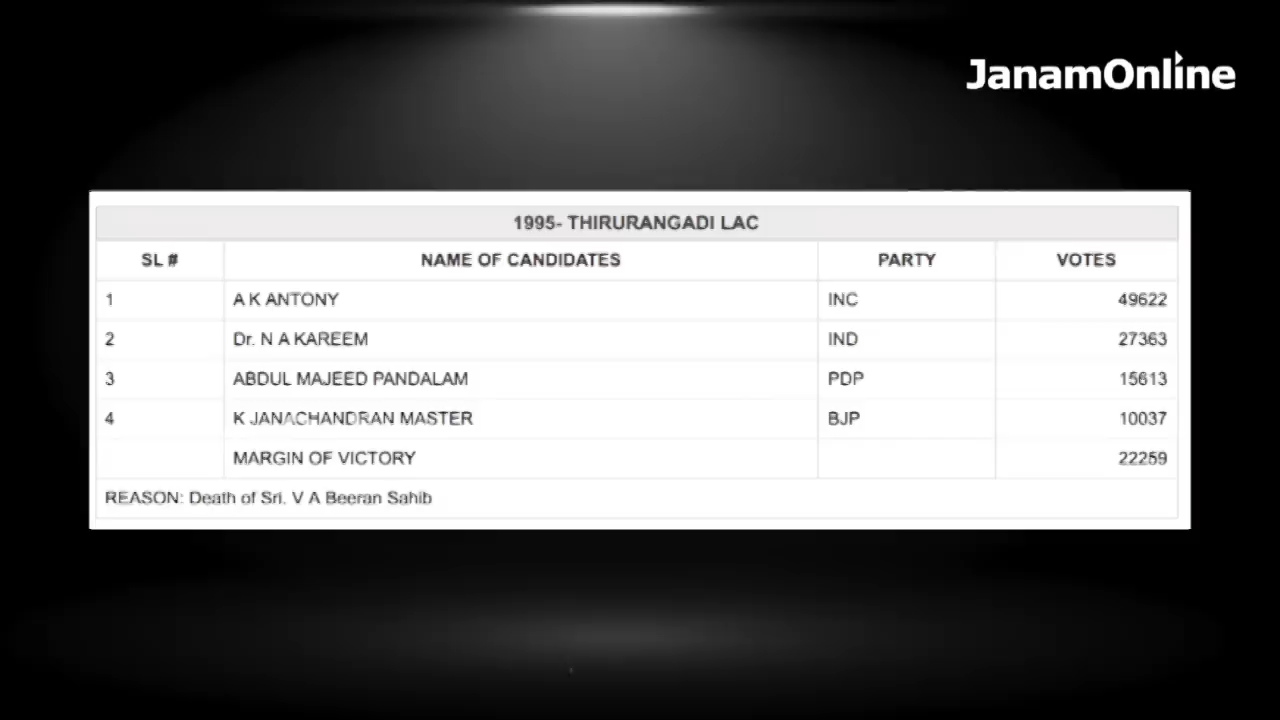 JanamOnline
1995- THIRURANGADI LAC
SL # NAME OF CANDIDATES PARTY VOTES
1 A K ANTONY INC 49622
2 Dr. N A KAREEM IND 27363
3 ABDUL MAJEED PANDALAM PDP 15613
4 K JANACHANDRAN MASTER BJP 10037
MARGIN OF VICTORY 22259
REASON: Death of Sri. V A Beeran Sahib